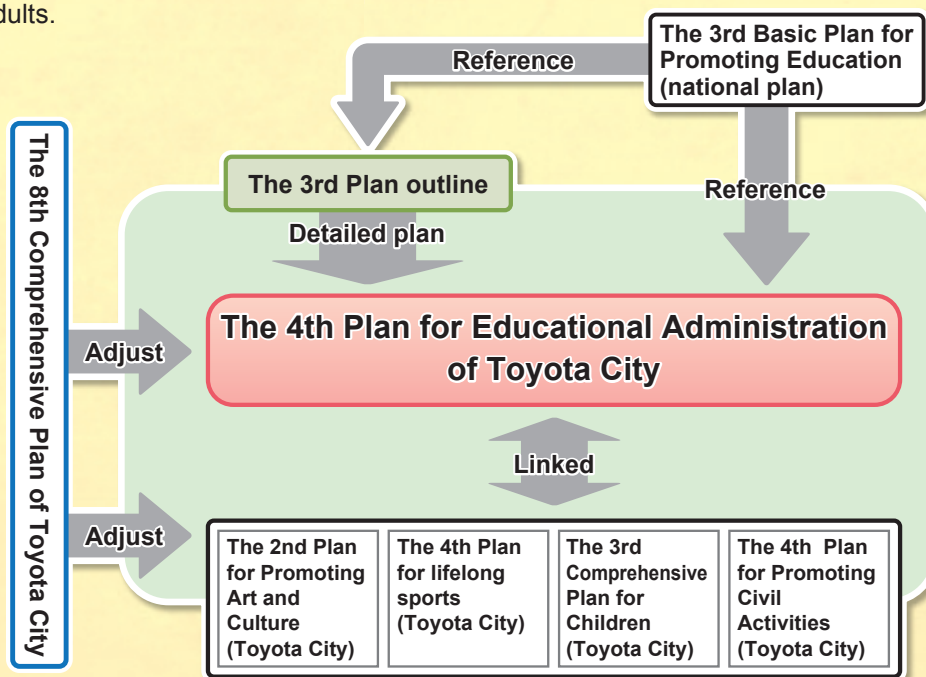 dults.
The 3rd Basic Plan for
Promoting Education
(national plan)
Reference
The 8th Comprehensive Plan of Toyota City
The 3rd Plan outline
Reference
Detailed plan
The 4th Plan for Educational Administration
of Toyota City
Adjust
Linked
Adjust
The 2nd Plan
for Promoting
Art and
Culture
(Toyota City)
The 4th Plan
for lifelong
sports
(Toyota City)
The 3rd
Comprehensive
Plan for
Children
(Toyota City)
The 4th Plan
for Promoting
Civil
Activities
(Toyota City)